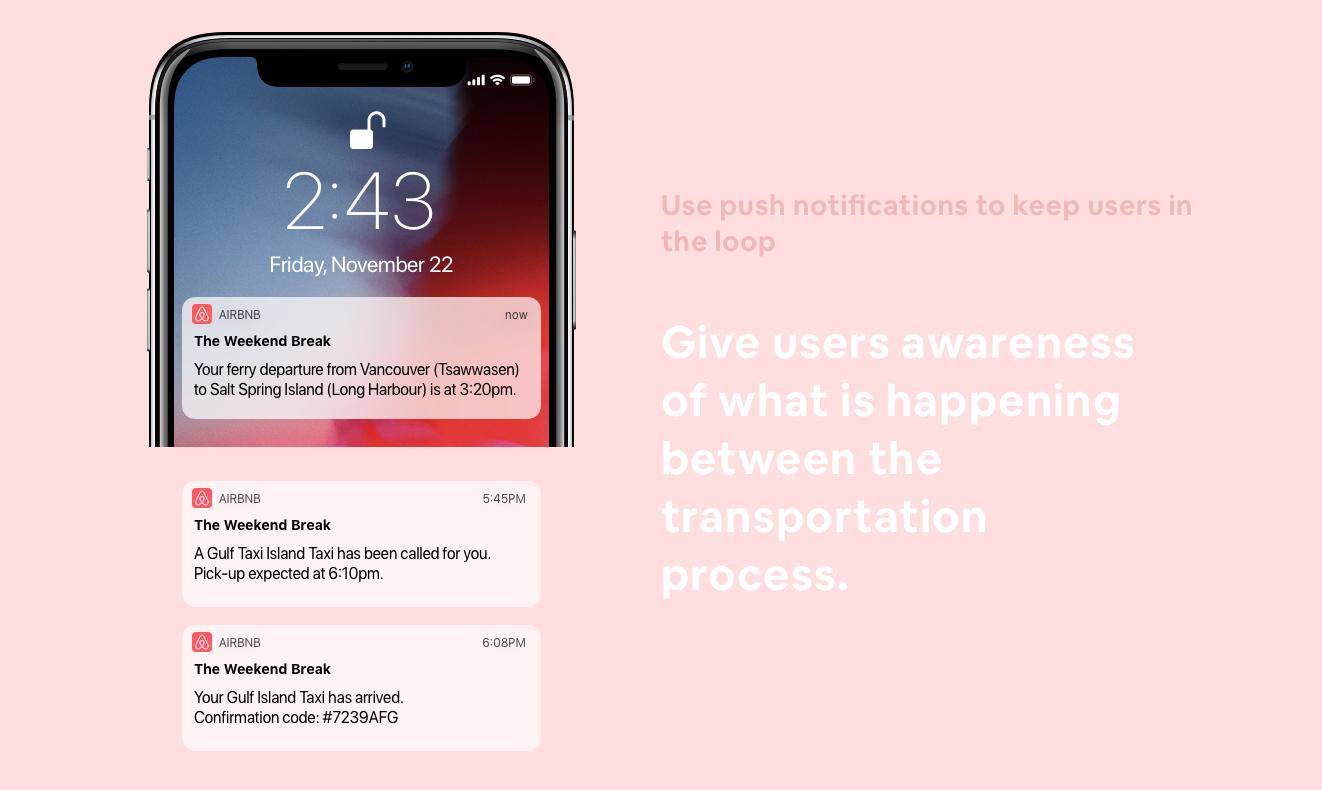 2:43
Friday, November 22
AIRBNB
now
The Weekend Break
Your ferry departure from Vancouver (Tsawwasen)
to Salt Spring Island (Long Harbour) is at 3:20pm.
AIRBNB
5:45PM
The Weekend Break
A Gulf Taxi Island Taxi has been called for you.
Pick-up expected at 6:10pm.
AIRBNB
6:08PM
The Weekend Break
Your Gulf Island Taxi has arrived.
Confirmation code: #7239AFG
Use push notifications to keep users in
the loop
Give users awareness
of what is happening
between the
transportation
process.